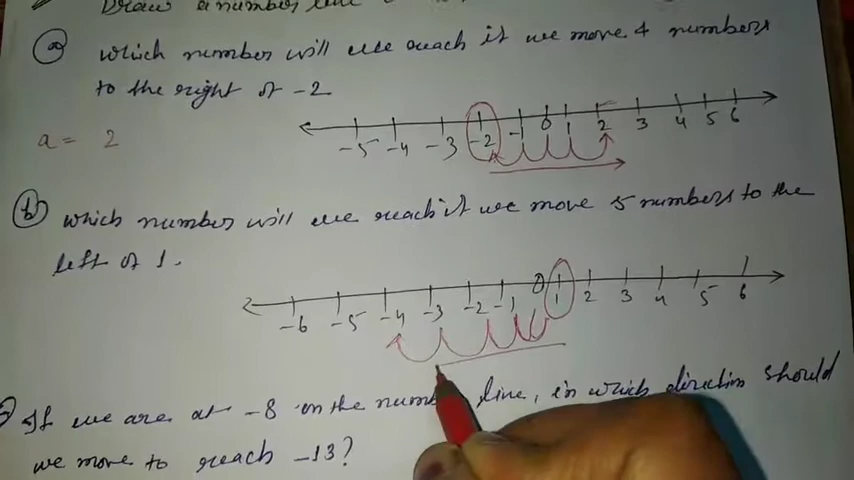 Draw a number line
(a) which number will we reach if we move 4 numbers
to the right of -2
-5 -4 -3 -2 -1 0 1 2 3 4 5 6
a = 2
(b) which number will we reach if we move 5 numbers to the
left of 1.
-6 -5 -4 -3 -2 -1 0 1 2 3 4 5 6
If we are at -8 on the number line, in which direction should
we move to reach -13?